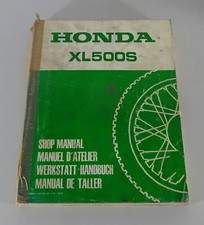 HONDA
XL500S
SHOP MANUAL
MANUEL D'ATELIER
WERKSTATT-HANDBUCH
MANUAL DE TALLER